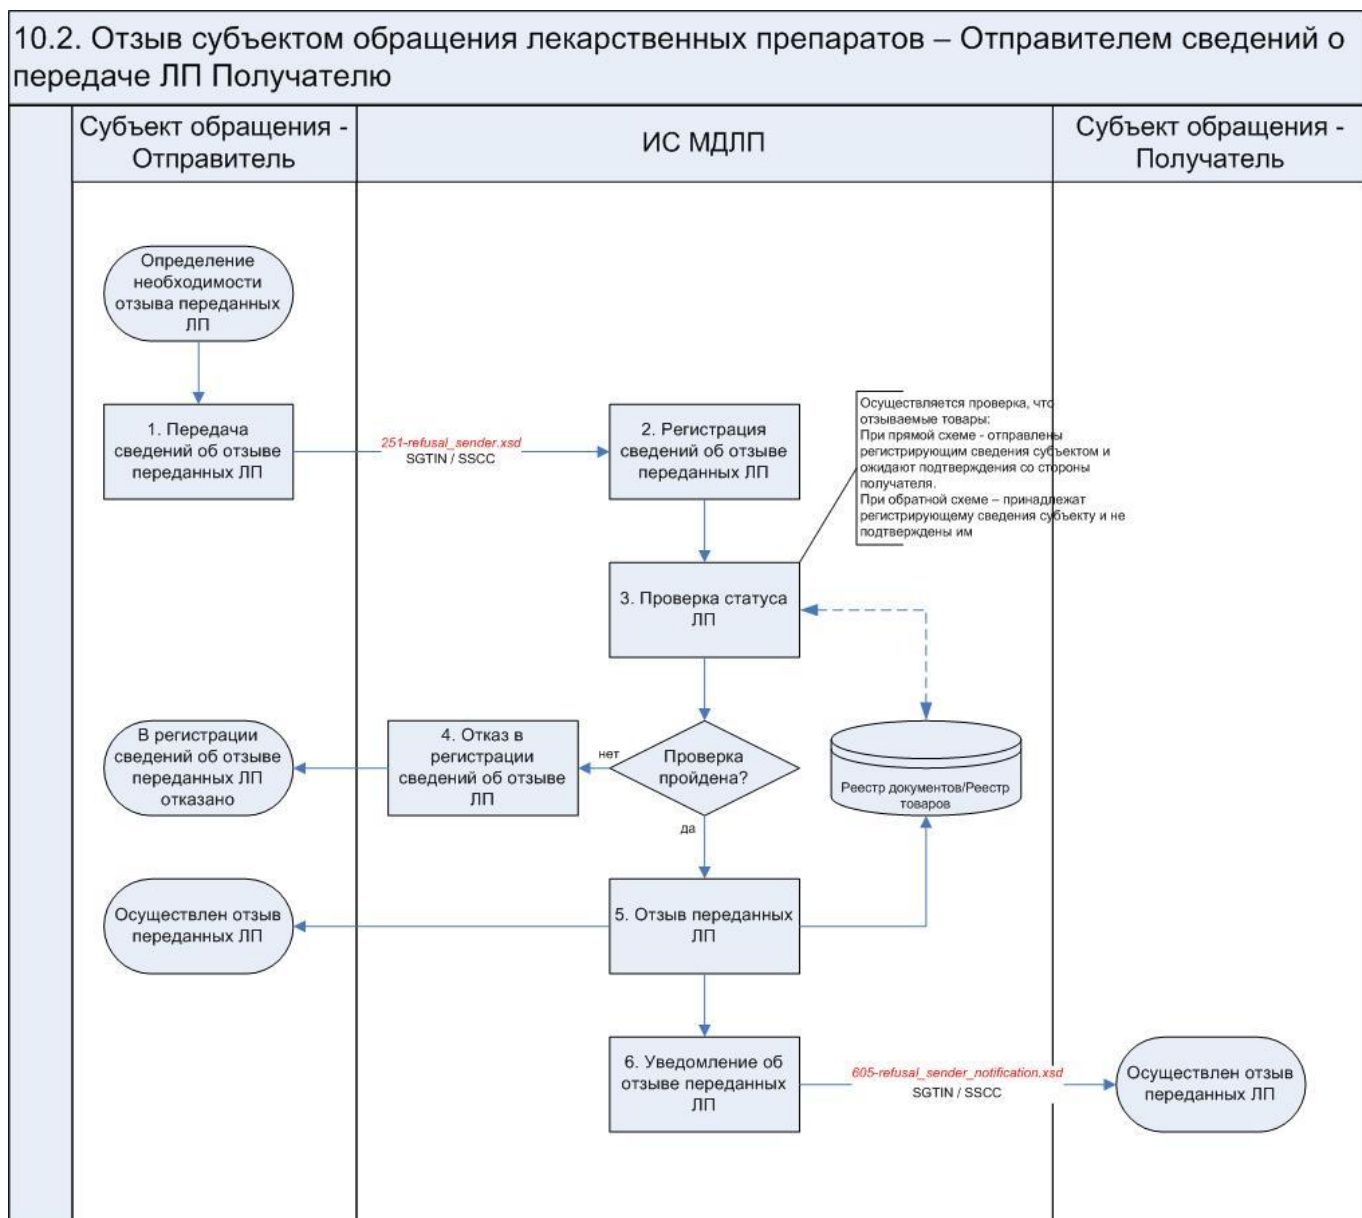 10.2. Отзыв субъектом обращения лекарственных препаратов – Отправителем сведений о
передаче ЛП Получателю
Субъект обращения -
Отправитель
ИС МДЛП
Субъект обращения -
Получатель
Определение
необходимости
отзыва переданных
ЛП
1. Передача
сведений об отзыве
переданных ЛП
251-refusal_sender.xsd
SGTIN / SSCC
2. Регистрация
сведений об отзыве
переданных ЛП
Осуществляется проверка, что
отзываемые товары:
При прямой схеме - отправлены
регистрирующим сведения субъектом и
ожидают подтверждения со стороны
получателя.
При обратной схеме – принадлежат
регистрирующему сведения субъекту и не
подтверждены им
3. Проверка статуса
ЛП
В регистрации
сведений об отзыве
переданных ЛП
отказано
4. Отказ в
регистрации
сведений об отзыве
ЛП
нет
Проверка
пройдена?
Реестр документов/Реестр
товаров
да
Осуществлен отзыв
переданных ЛП
5. Отзыв переданных
ЛП
6. Уведомление об
отзыве переданных
ЛП
605-refusal_sender_notification.xsd
SGTIN / SSCC
Осуществлен отзыв
переданных ЛП